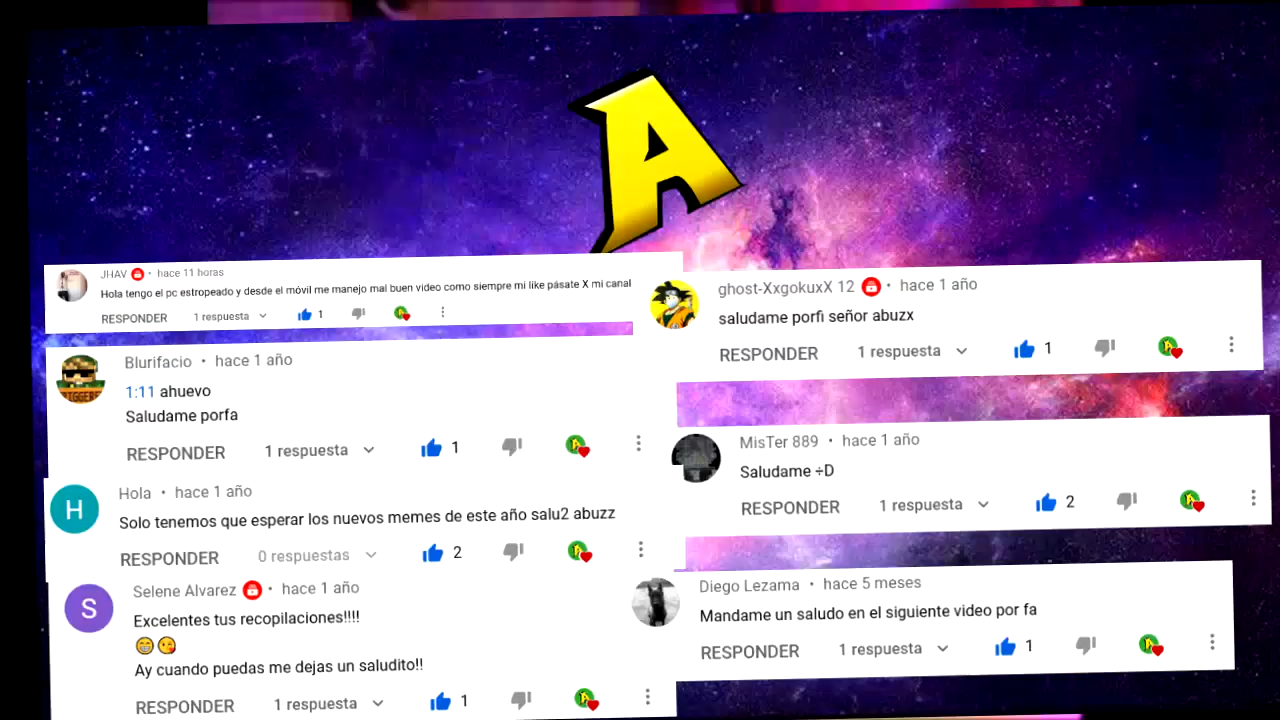 A
JHAV • hace 11 horas
Hola tengo el pc estropeado y desde el móvil me manejo mal buen video como siempre mi like pásate X mi canal
RESPONDER 1 respuesta 1
Blurifacio • hace 1 año
1:11 ahuevo
Saludame porfa
RESPONDER 1 respuesta 1
Hola • hace 1 año
Solo tenemos que esperar los nuevos memes de este año salu2 abuzz
RESPONDER 0 respuestas 2
Selene Alvarez • hace 1 año
Excelentes tus recopilaciones!!!!
😁😘
Ay cuando puedas me dejas un saludito!!
RESPONDER 1 respuesta 1
S
H
ghost-XxgokuxX 12 • hace 1 año
saludame porfi señor abuzx
RESPONDER 1 respuesta 1
MisTer 889 • hace 1 año
Saludame ÷D
RESPONDER 1 respuesta 2
Diego Lezama • hace 5 meses
Mandame un saludo en el siguiente video por fa
RESPONDER 1 respuesta 1